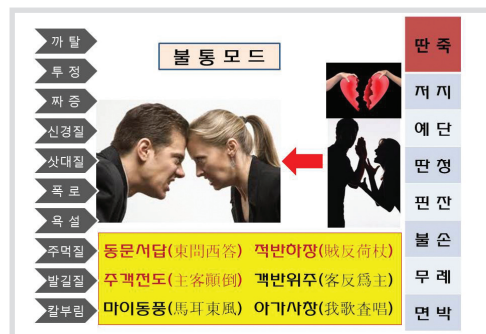 불통모드
까 탈
투 정
짜 증
신경질
삿대질
폭 로
욕 설
주먹질
발길질
칼부림
동문서답(東問西答) 적반하장(賊反荷杖)
주객전도(主客顚倒) 객반위주(客反爲主)
마이동풍(馬耳東風) 아가사창(我歌査唱)
딴 죽
저 지
예 단
딴 청
핀 잔
불 손
무 례
면 박